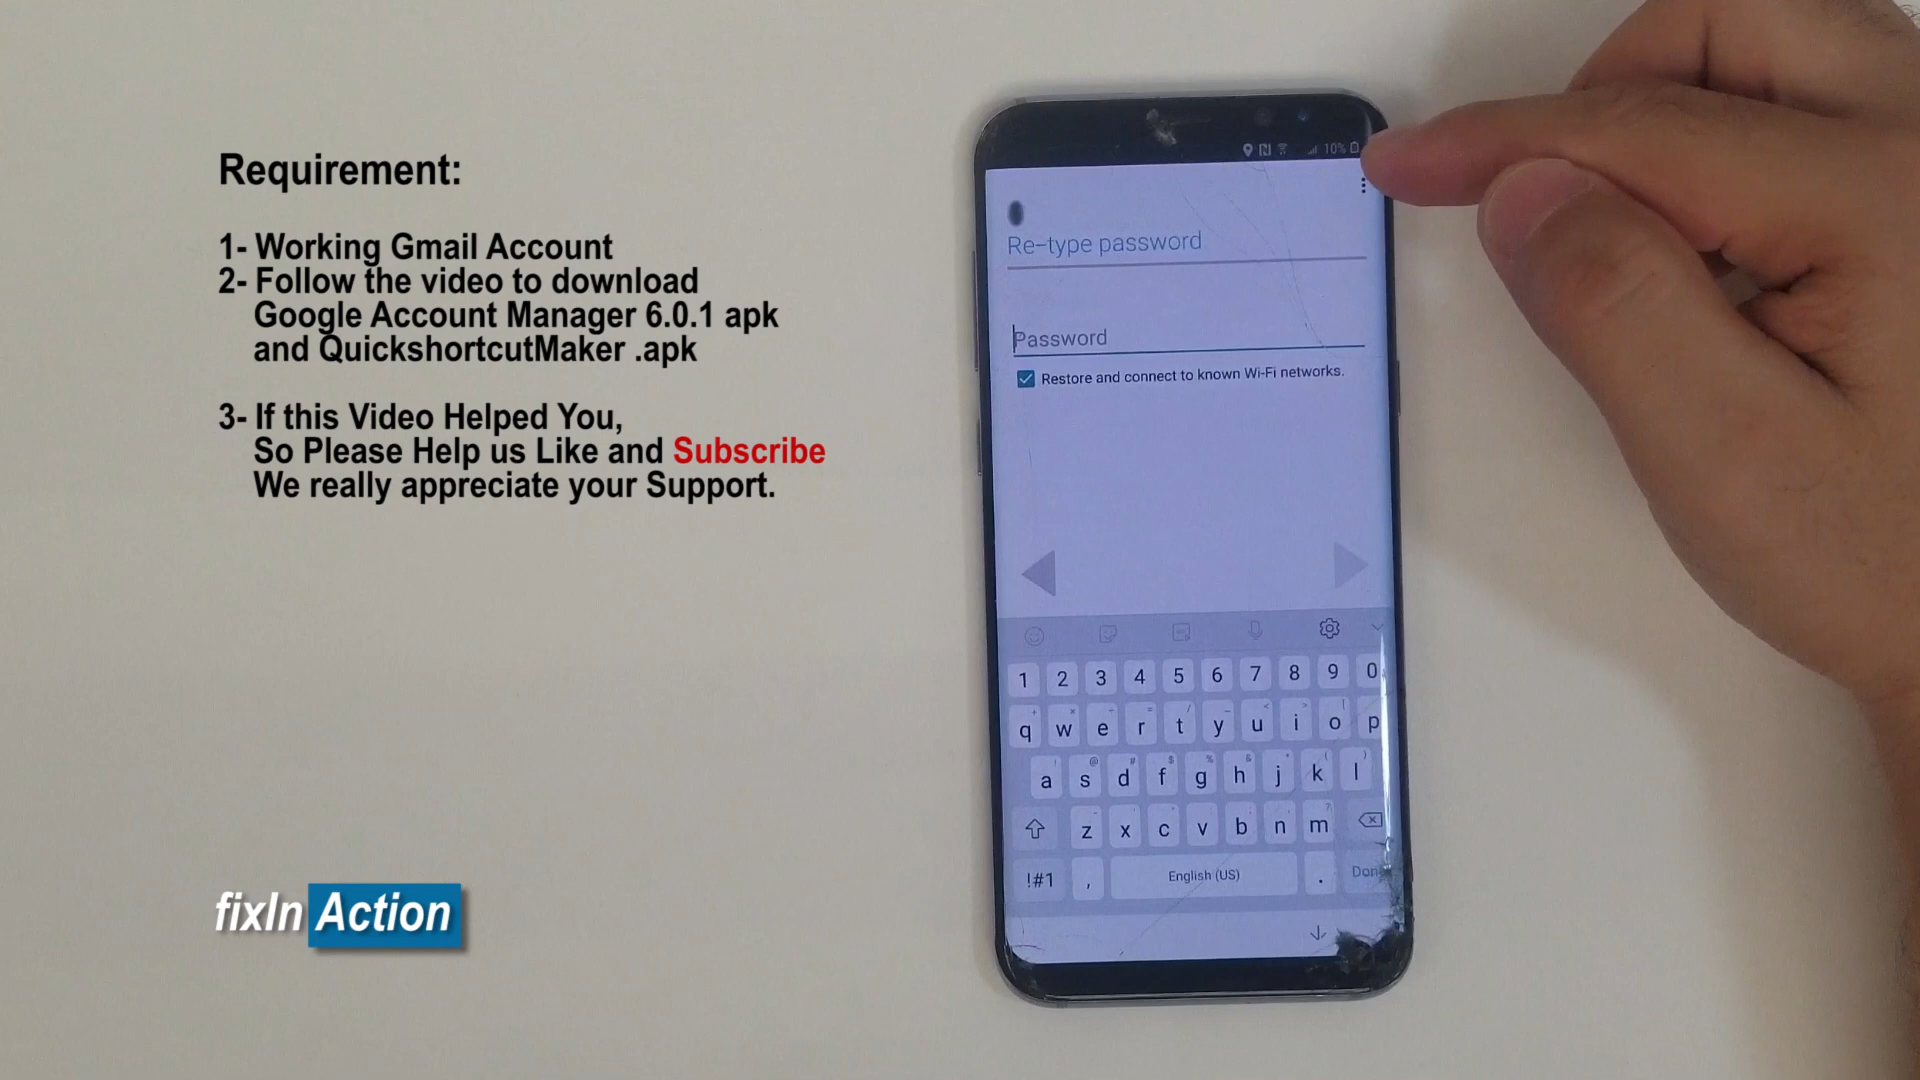 Requirement:
1- Working Gmail Account
2- Follow the video to download
Google Account Manager 6.0.1 apk
and QuickshortcutMaker .apk
3- If this Video Helped You,
So Please Help us Like and Subscribe
We really appreciate your Support.
fixIn Action
10%
Re-type password
Password
Restore and connect to known Wi-Fi networks.
1 2 3 4 5 6 7 8 9 0
q w e r t y u i o p
a s d f g h j k l
z x c v b n m
!#1 , English (US) .